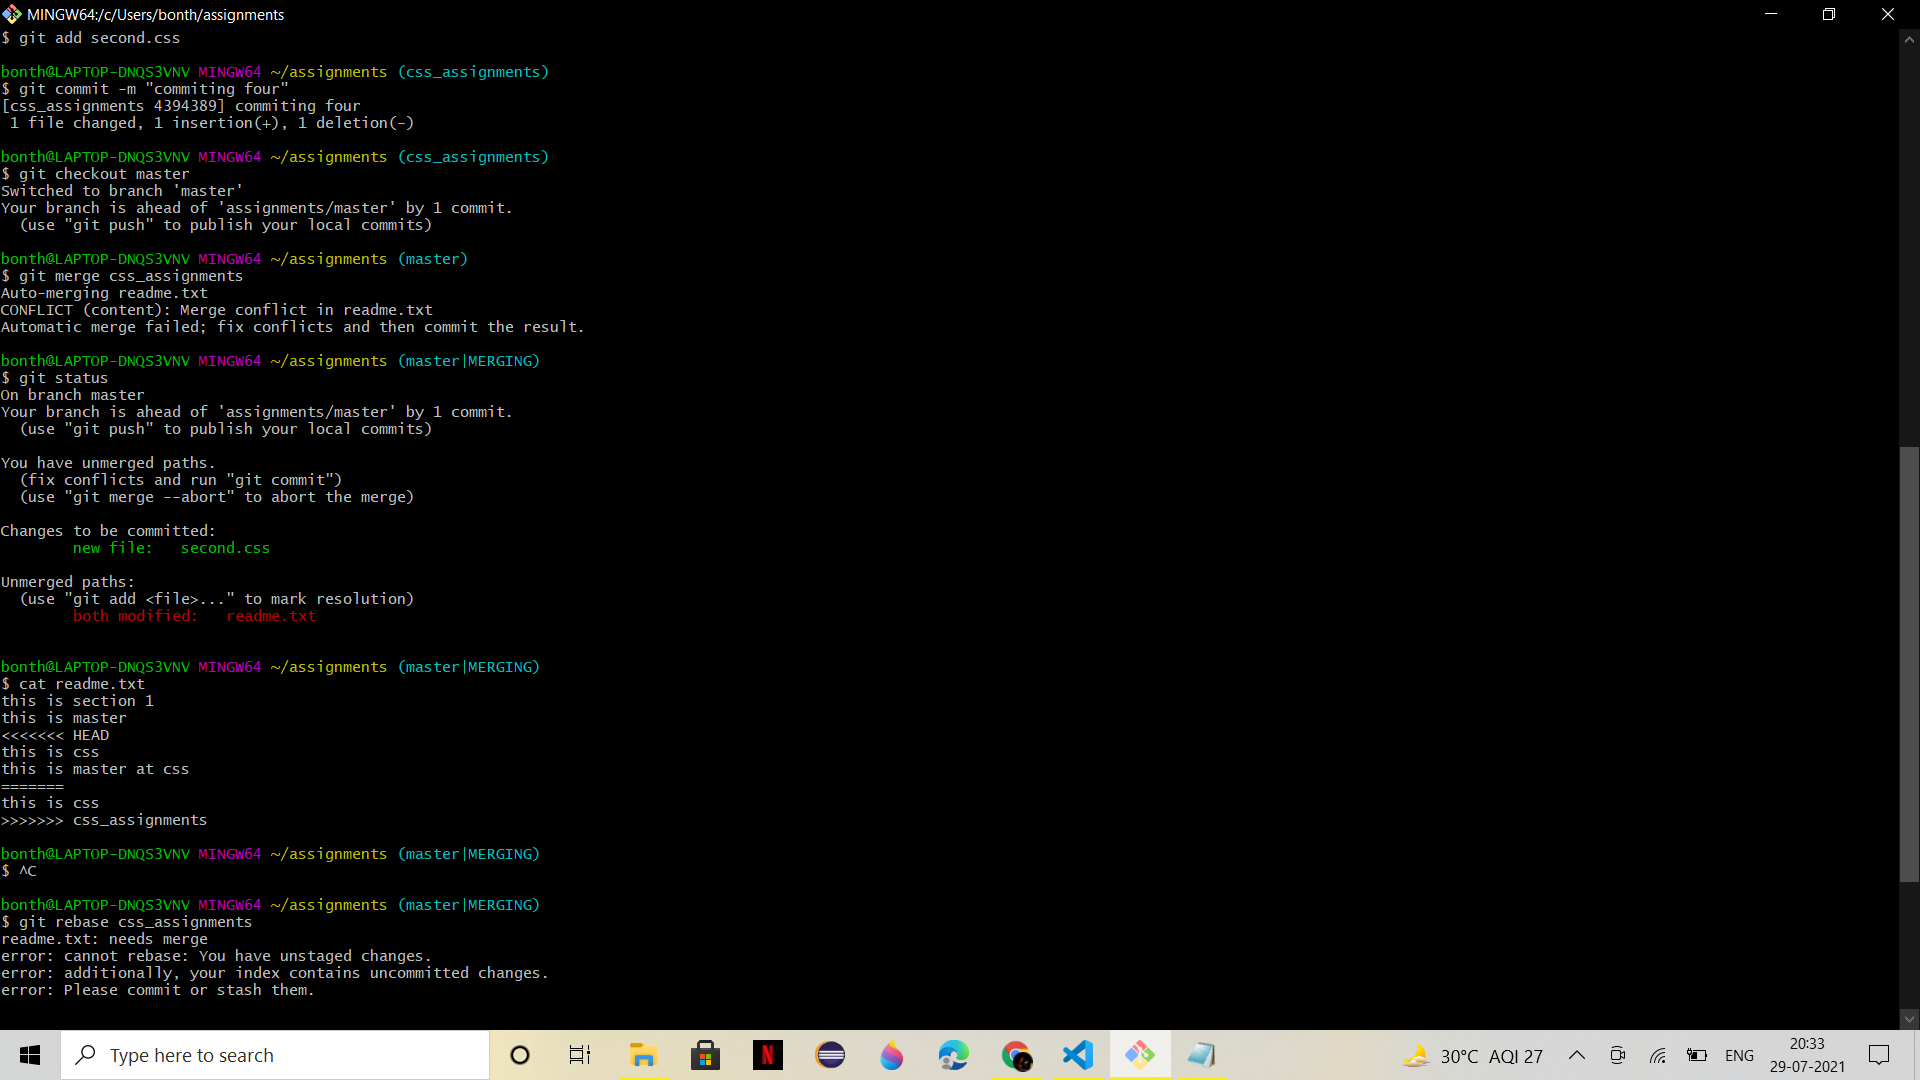 MINGW64:/c/Users/bonth/assignments
$ git add second.css
bonth@LAPTOP-DNQS3VNV MINGW64 ~/assignments (css_assignments)
$ git commit -m "commiting four"
[css_assignments 4394389] commiting four
 1 file changed, 1 insertion(+), 1 deletion(-)
bonth@LAPTOP-DNQS3VNV MINGW64 ~/assignments (css_assignments)
$ git checkout master
Switched to branch 'master'
Your branch is ahead of 'assignments/master' by 1 commit.
  (use "git push" to publish your local commits)
bonth@LAPTOP-DNQS3VNV MINGW64 ~/assignments (master)
$ git merge css_assignments
Auto-merging readme.txt
CONFLICT (content): Merge conflict in readme.txt
Automatic merge failed; fix conflicts and then commit the result.
bonth@LAPTOP-DNQS3VNV MINGW64 ~/assignments (master|MERGING)
$ git status
On branch master
Your branch is ahead of 'assignments/master' by 1 commit.
  (use "git push" to publish your local commits)
You have unmerged paths.
  (fix conflicts and run "git commit")
  (use "git merge --abort" to abort the merge)
Changes to be committed:
        new file:   second.css
Unmerged paths:
  (use "git add <file>..." to mark resolution)
        both modified:   readme.txt
bonth@LAPTOP-DNQS3VNV MINGW64 ~/assignments (master|MERGING)
$ cat readme.txt
this is section 1
this is master
<<<<<<< HEAD
this is css
this is master at css
=======
this is css
>>>>>>> css_assignments
bonth@LAPTOP-DNQS3VNV MINGW64 ~/assignments (master|MERGING)
$ ^C
bonth@LAPTOP-DNQS3VNV MINGW64 ~/assignments (master|MERGING)
$ git rebase css_assignments
readme.txt: needs merge
error: cannot rebase: You have unstaged changes.
error: additionally, your index contains uncommitted changes.
error: Please commit or stash them.
Type here to search
N
30°C AQI 27
ENG
20:33
29-07-2021